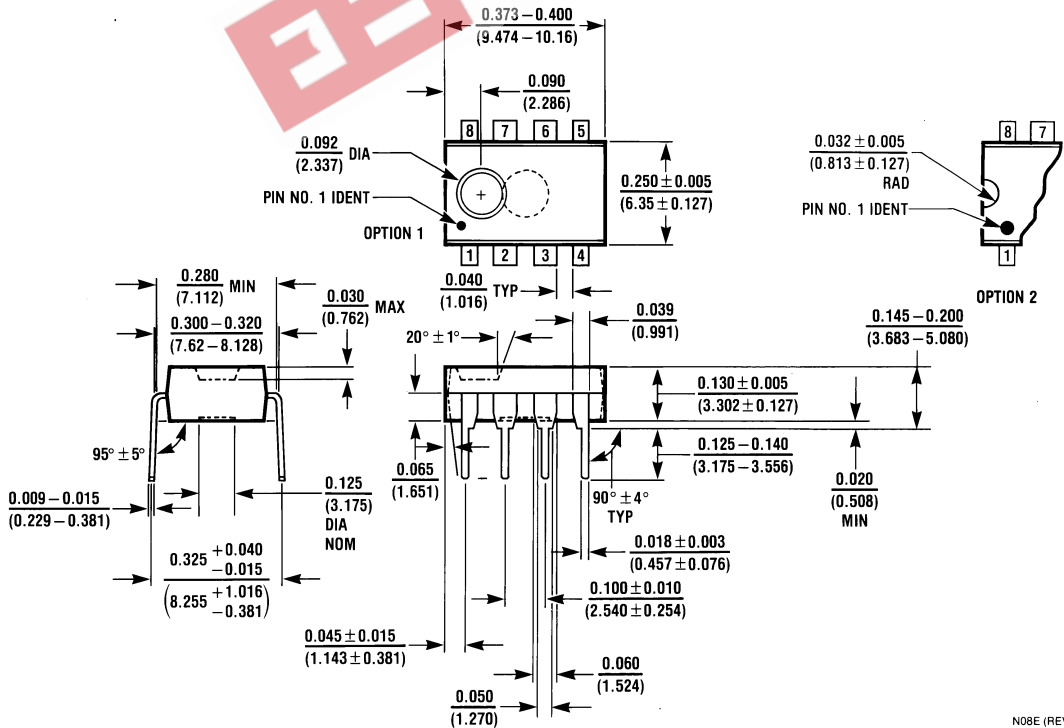 0.373 – 0.400
(9.474 – 10.16)
0.090
(2.286)
8 7 6 5
0.092
(2.337)
DIA
PIN NO. 1 IDENT
OPTION 1
0.250 ± 0.005
(6.35 ± 0.127)
1 2 3 4
0.032 ± 0.005
(0.813 ± 0.127)
RAD
PIN NO. 1 IDENT
8 7
1
OPTION 2
0.280
(7.112)
MIN
0.300 – 0.320
(7.62 – 8.128)
0.030
(0.762)
MAX
0.040
(1.016)
TYP
20° ± 1°
0.039
(0.991)
0.145 – 0.200
(3.683 – 5.080)
0.130 ± 0.005
(3.302 ± 0.127)
0.125 – 0.140
(3.175 – 3.556)
0.020
(0.508)
MIN
95° ± 5°
0.009 – 0.015
(0.229 – 0.381)
0.125
(3.175)
DIA
NOM
0.065
(1.651)
90° ± 4°
TYP
0.325 +0.040
–0.015
(8.255 +1.016
–0.381)
0.018 ± 0.003
(0.457 ± 0.076)
0.100 ± 0.010
(2.540 ± 0.254)
0.045 ± 0.015
(1.143 ± 0.381)
0.060
(1.524)
0.050
(1.270)
N08E (RE